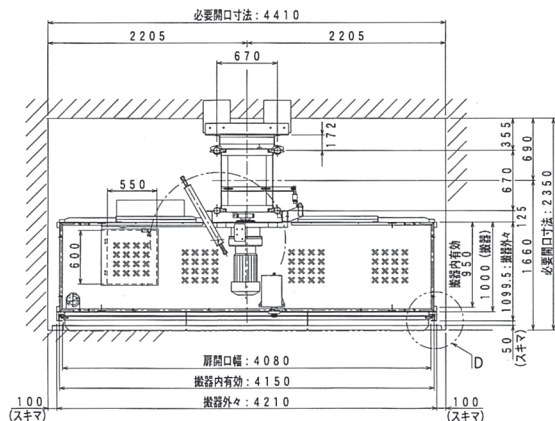 必要開口寸法:4410
2205
2205
670
172
355
690
670
125
1660
必要開口寸法:2350
550
600
搬器内有効
950
1000(搬器)
1099.5:搬器外々
50
(スキマ)
D
扉開口幅:4080
搬器内有効:4150
搬器外々:4210
100
(スキマ)
100
(スキマ)